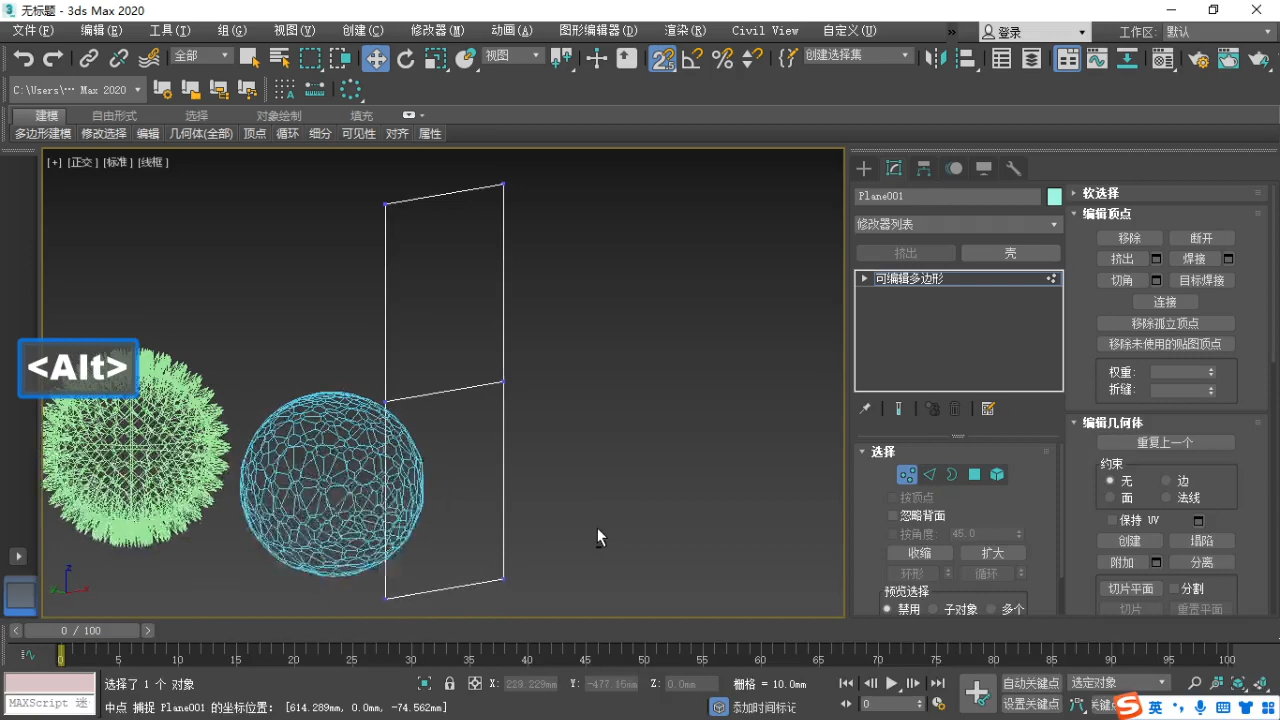 无标题 - 3ds Max 2020
文件(F) 编辑(E) 工具(T) 组(G) 视图(V) 创建(C) 修改器(M) 动画(A) 图形编辑器(D) 渲染(R) Civil View 自定义(U) » 登录 工作区: 默认
全部 视图 创建选择集
C:\Users\··· Max 2020
建模 自由形式 选择 对象绘制 填充
多边形建模 修改选择 编辑 几何体(全部) 顶点 循环 细分 可见性 对齐 属性
[+] [正交] [标准] [线框]
<Alt>
Plane001
修改器列表
挤出 壳
可编辑多边形
选择
按顶点
忽略背面
按角度: 45.0
收缩 扩大
环形 循环
预览选择
禁用 子对象 多个
软选择
编辑顶点
移除 断开
挤出 焊接
切角 目标焊接
连接
移除孤立顶点
移除未使用的贴图顶点
权重:
折缝:
编辑几何体
重复上一个
约束
无 边
面 法线
保持 UV
创建 塌陷
附加 分离
切片平面 分割
切片 重置平面
0 / 100
0 5 10 15 20 25 30 35 40 45 50 55 60 65 70 75 80 85 90 95 100
选择了 1 个 对象 X: 229.229mm Y: -477.15mm Z: 0.0mm 栅格 = 10.0mm 自动关键点 选定对象
MAXScript 迷 中点 捕捉 Plane001 的坐标位置: [614.289mm, 0.0mm, -74.562mm] 添加时间标记 0 设置关键点 英